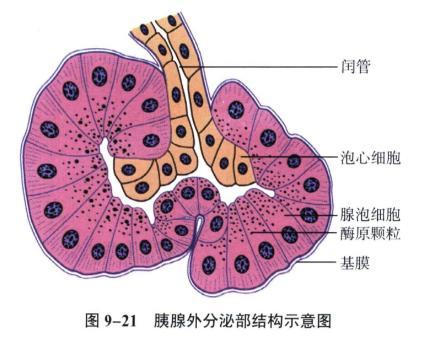 闰管
泡心细胞
腺泡细胞
酶原颗粒
基膜
图 9-21 胰腺外分泌部结构示意图